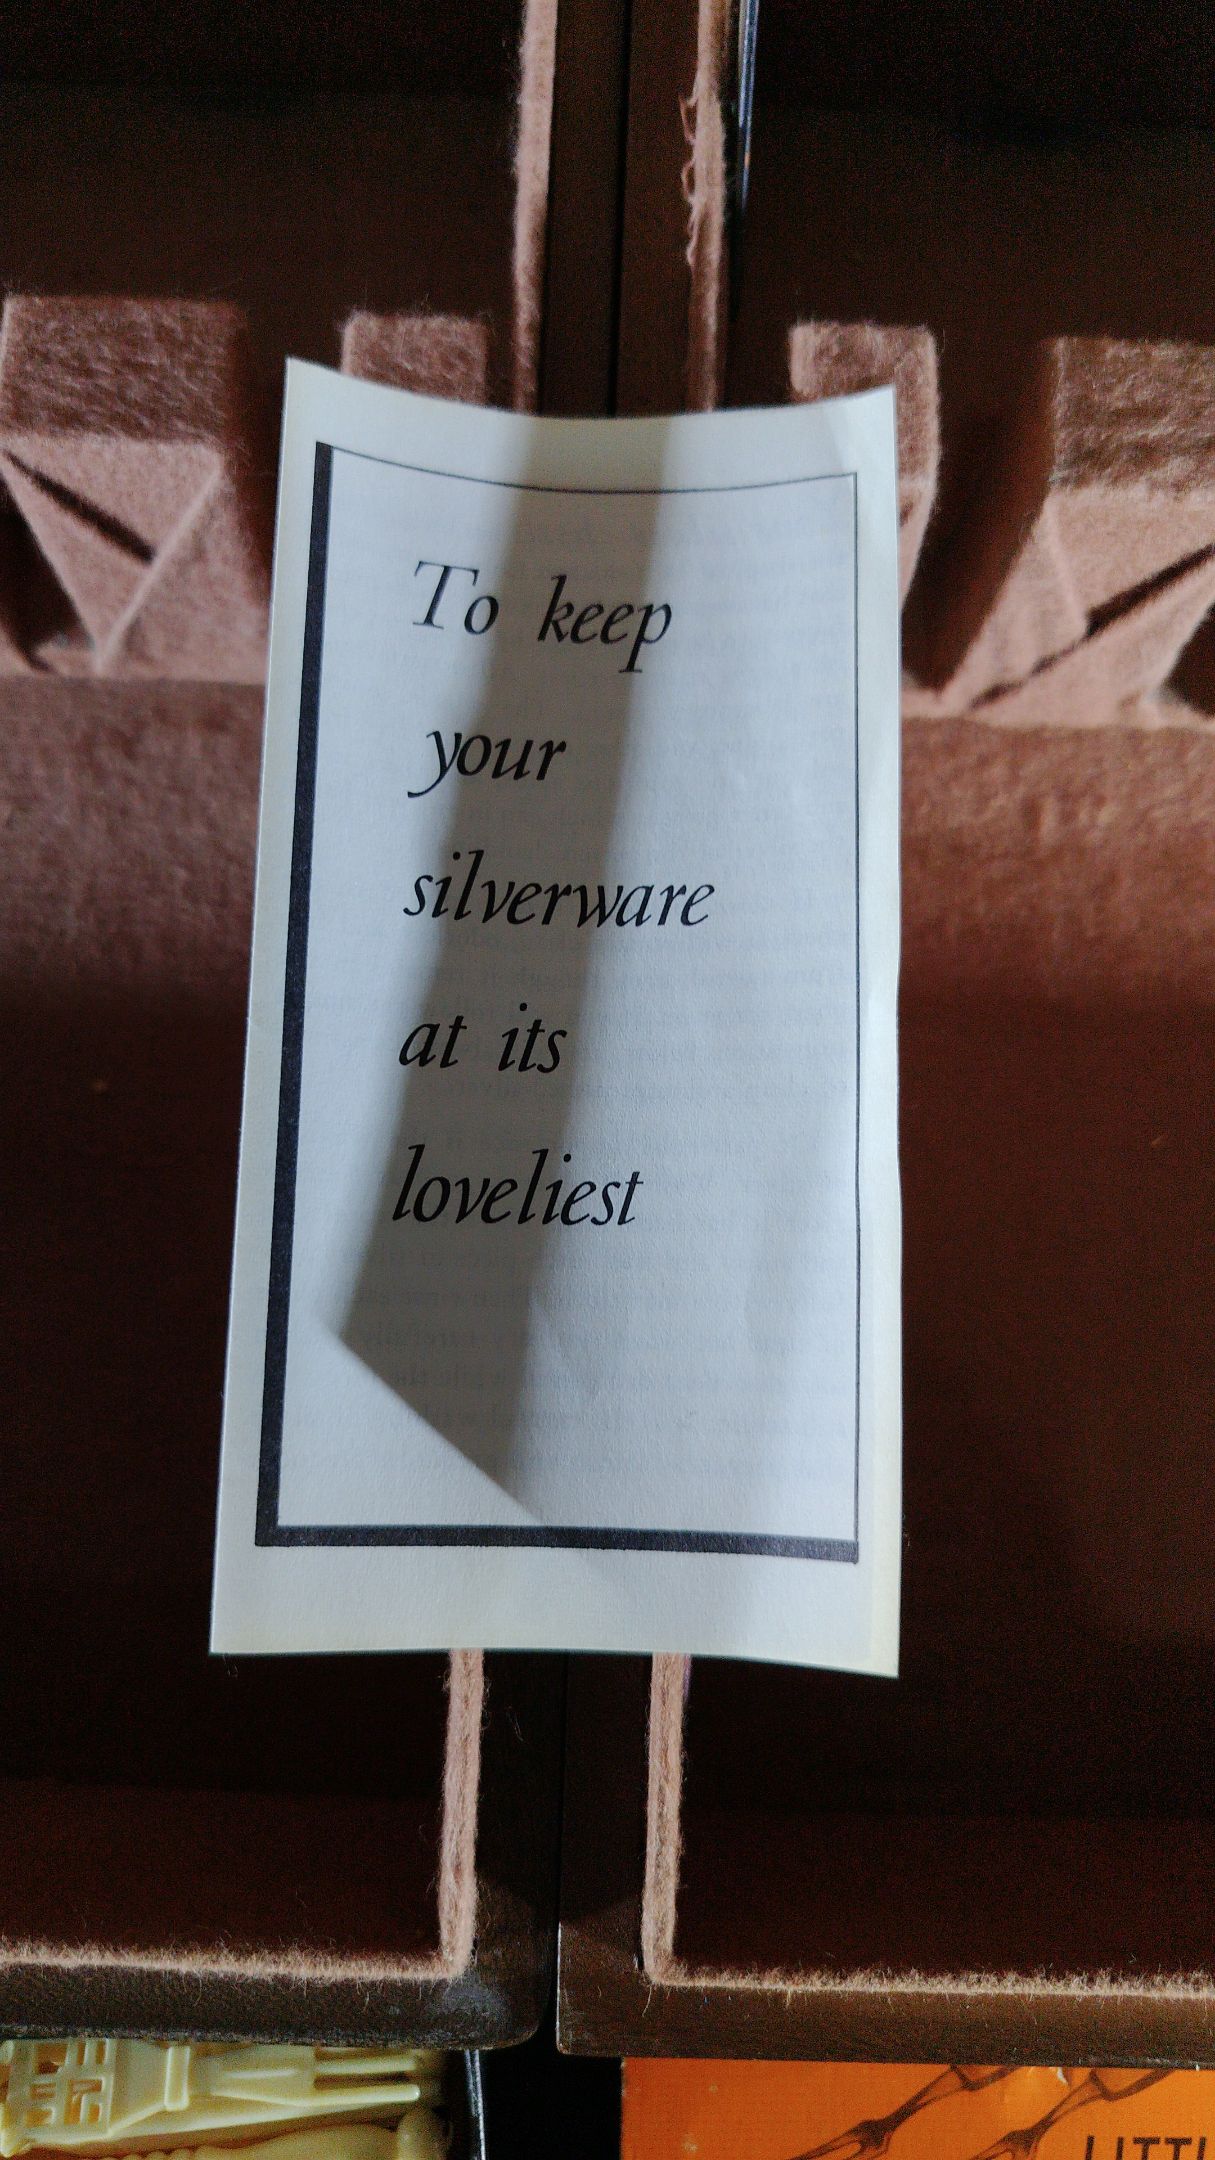 To keep
your
silverware
at its
loveliest